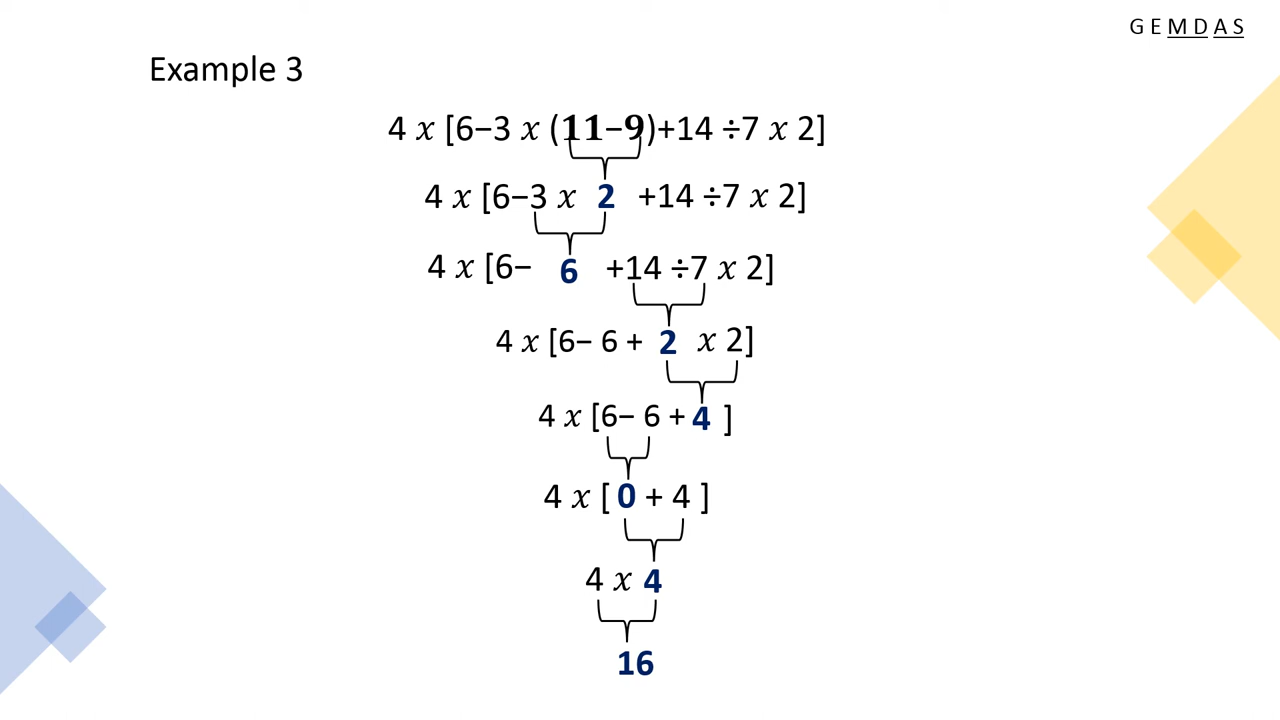 G E M D A S
Example 3
4 x [6−3 x (11−9)+14 ÷7 x 2]
4 x [6−3 x 2 +14 ÷7 x 2]
4 x [6− 6 +14 ÷7 x 2]
4 x [6− 6 + 2 x 2]
4 x [6− 6 + 4 ]
4 x [ 0 + 4 ]
4 x 4
16